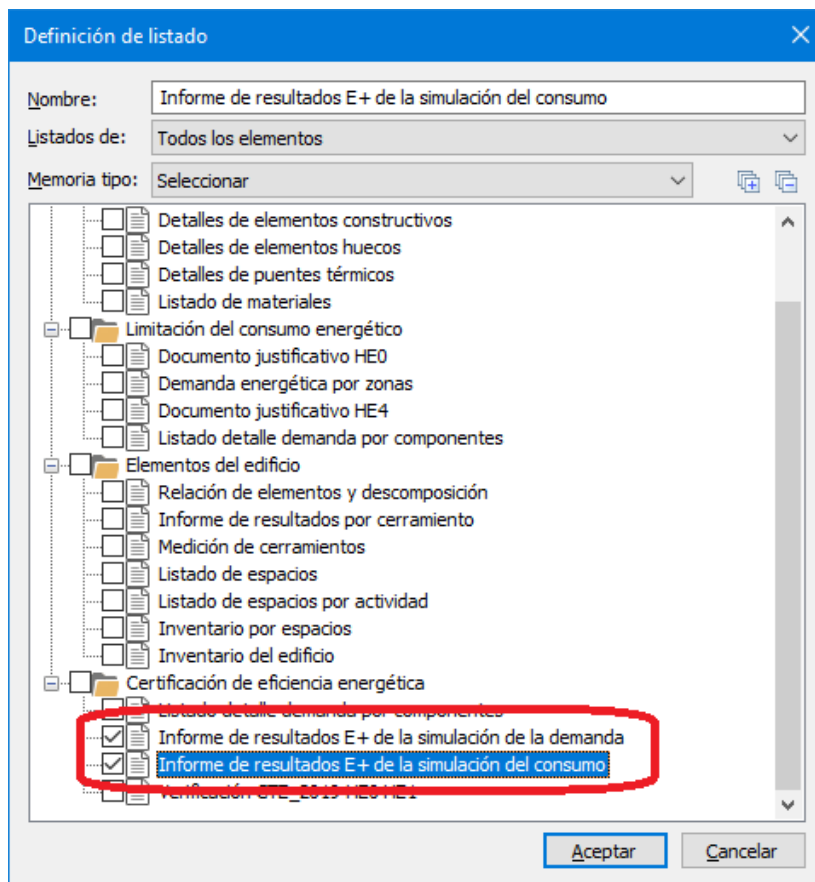 Definición de listado
Nombre: Informe de resultados E+ de la simulación del consumo
Listados de: Todos los elementos
Memoria tipo: Seleccionar
Detalles de elementos constructivos
Detalles de elementos huecos
Detalles de puentes térmicos
Listado de materiales
Limitación del consumo energético
Documento justificativo HE0
Demanda energética por zonas
Documento justificativo HE4
Listado detalle demanda por componentes
Elementos del edificio
Relación de elementos y descomposición
Informe de resultados por cerramiento
Medición de cerramientos
Listado de espacios
Listado de espacios por actividad
Inventario por espacios
Inventario del edificio
Certificación de eficiencia energética
Listado detalle demanda por componentes
Informe de resultados E+ de la simulación de la demanda
Informe de resultados E+ de la simulación del consumo
Verificación CTE_2019 HE0 HE1
Aceptar Cancelar